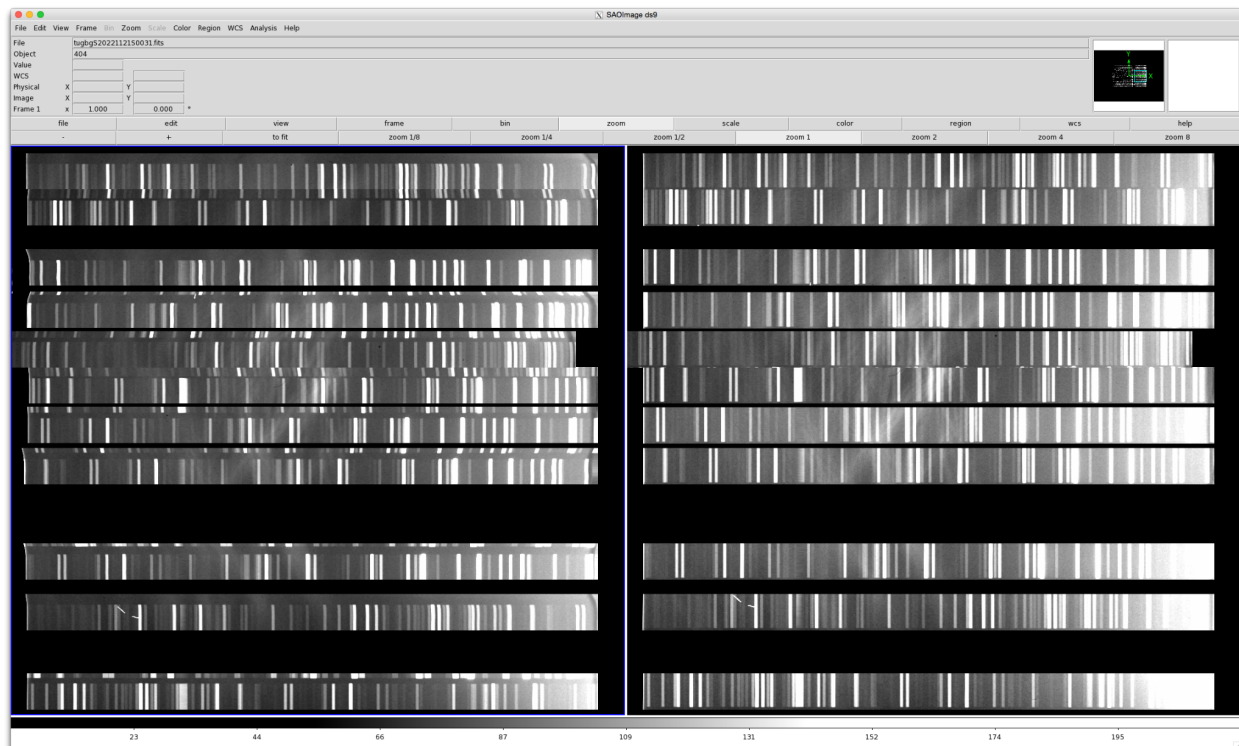 SAOImage ds9
File Edit View Frame Bin Zoom Scale Color Region WCS Analysis Help
File tugbgS20221121S0031.fits
Object 404
Value
WCS
Physical X Y
Image X Y
Frame 1 x 1.000 0.000 °
Y
X
file edit view frame bin zoom scale color region wcs help
- + to fit zoom 1/8 zoom 1/4 zoom 1/2 zoom 1 zoom 2 zoom 4 zoom 8
23 44 66 87 109 131 152 174 195